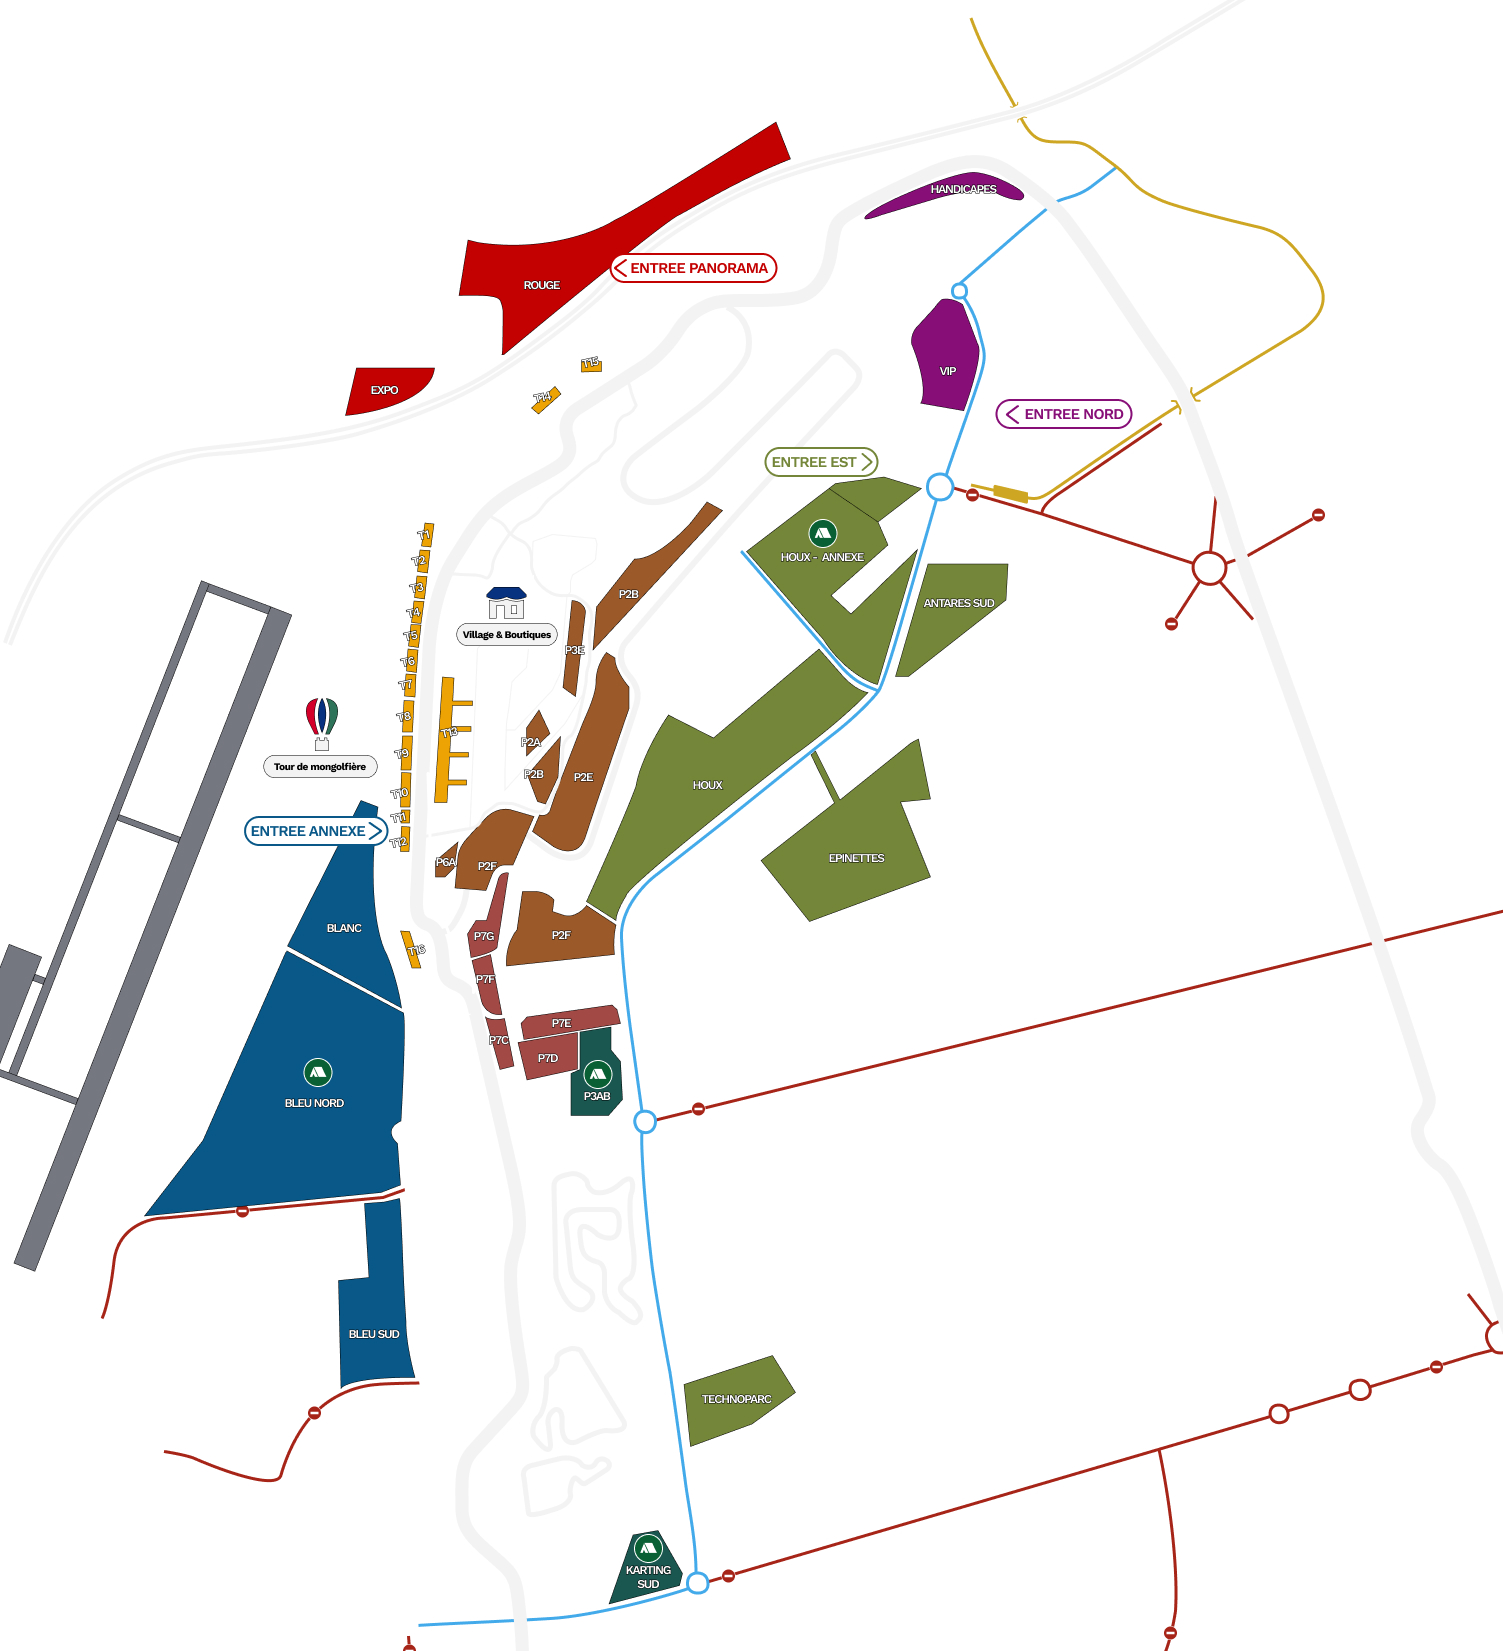 HANDICAPES
ENTREE PANORAMA
ROUGE
EXPO
T15
T14
VIP
ENTREE NORD
ENTREE EST
HOUX - ANNEXE
ANTARES SUD
T1
T2
T3
T4
T5
T6
T7
T8
T9
T10
T11
T12
T13
Village & Boutiques
P2B
P3E
P2A
P2B
P2E
Tour de mongolfière
HOUX
EPINETTES
ENTREE ANNEXE
P6A
P2F
BLANC
T16
P7G
P2F
P7F
P7E
P7C
P7D
P3AB
BLEU NORD
BLEU SUD
TECHNOPARC
KARTING
SUD